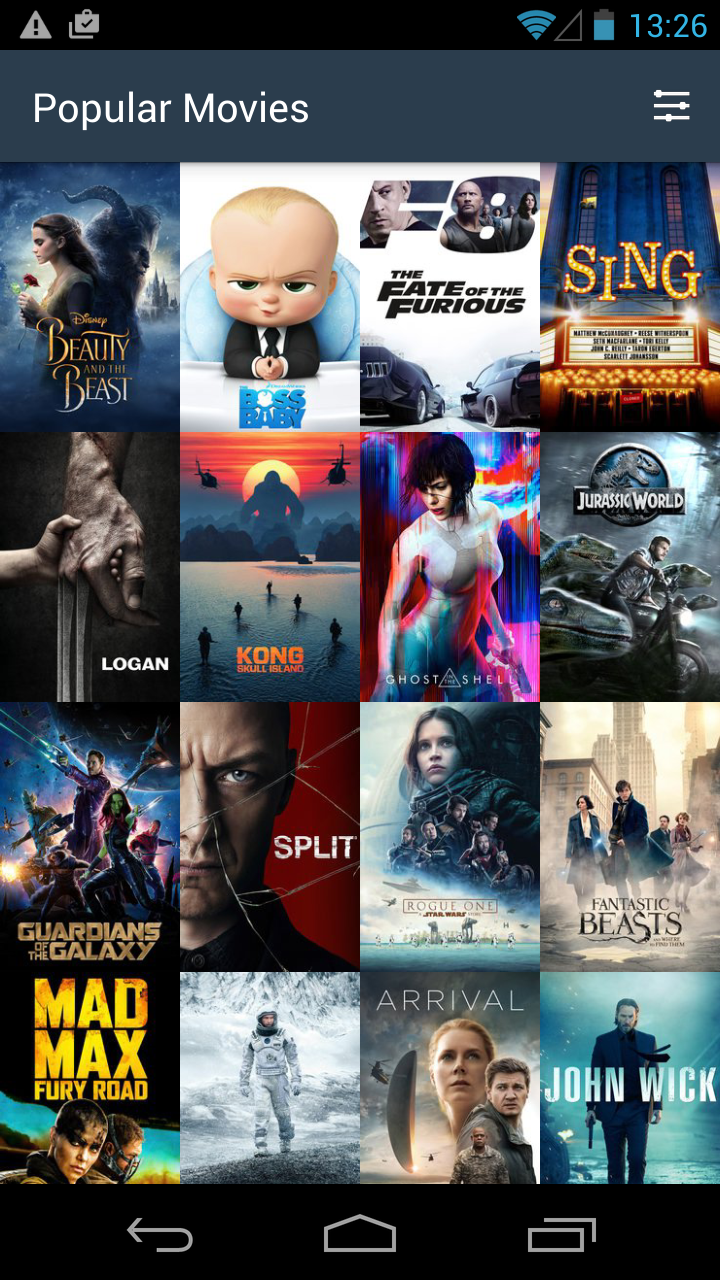 13:26
Popular Movies
Disney
BEAUTY
AND THE
BEAST
BOSS
BABY
F8
THE
FATE OF THE
FURIOUS
SING
MATTHEW McCONAUGHEY • REESE WITHERSPOON
SETH MACFARLANE • TORI KELLY
JOHN C. REILLY • TARON EGERTON
SCARLETT JOHANSSON
LOGAN
KONG
SKULL ISLAND
GHOST IN THE SHELL
JURASSIC WORLD
GUARDIANS
OF THE GALAXY
SPLIT
ROGUE ONE
A STAR WARS STORY
FANTASTIC
BEASTS
AND WHERE
TO FIND THEM
MAD
MAX
FURY ROAD
ARRIVAL
JOHN WICK